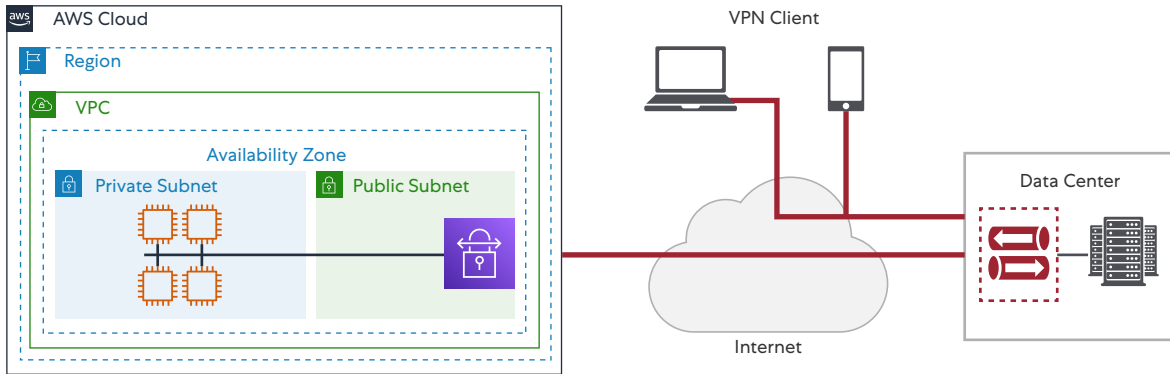 aws
AWS Cloud
Region
VPC
Availability Zone
Private Subnet
Public Subnet
VPN Client
Internet
Data Center